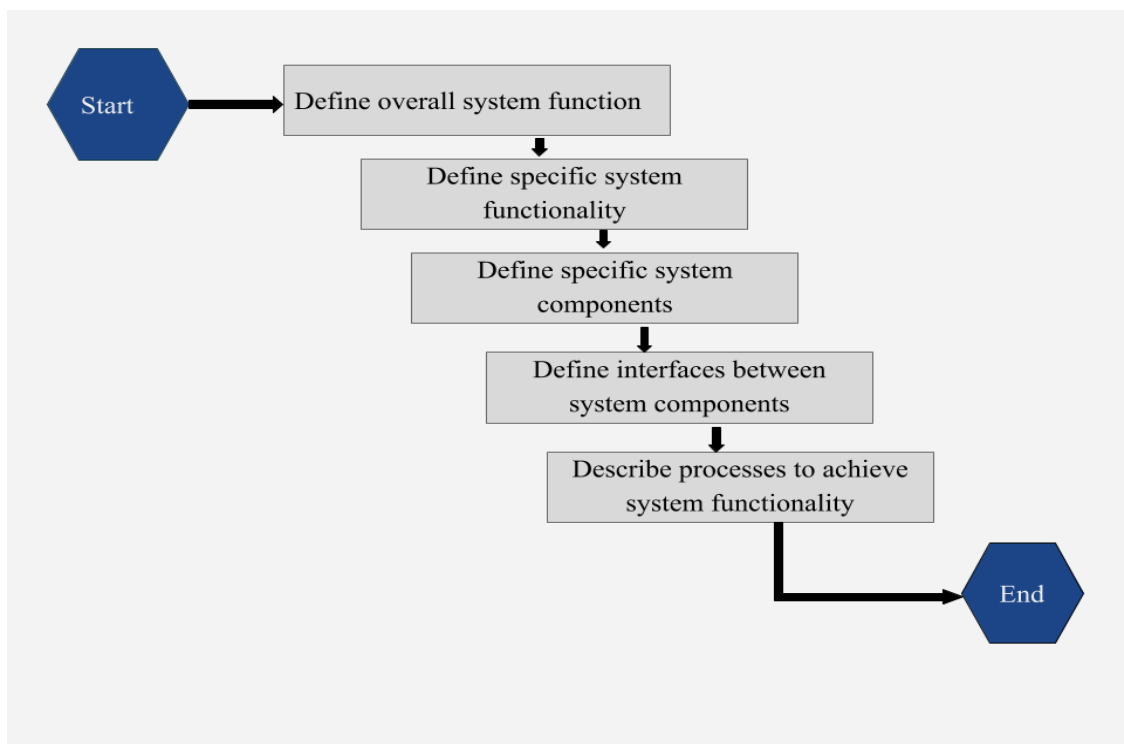 Start
Define overall system function
Define specific system
functionality
Define specific system
components
Define interfaces between
system components
Describe processes to achieve
system functionality
End